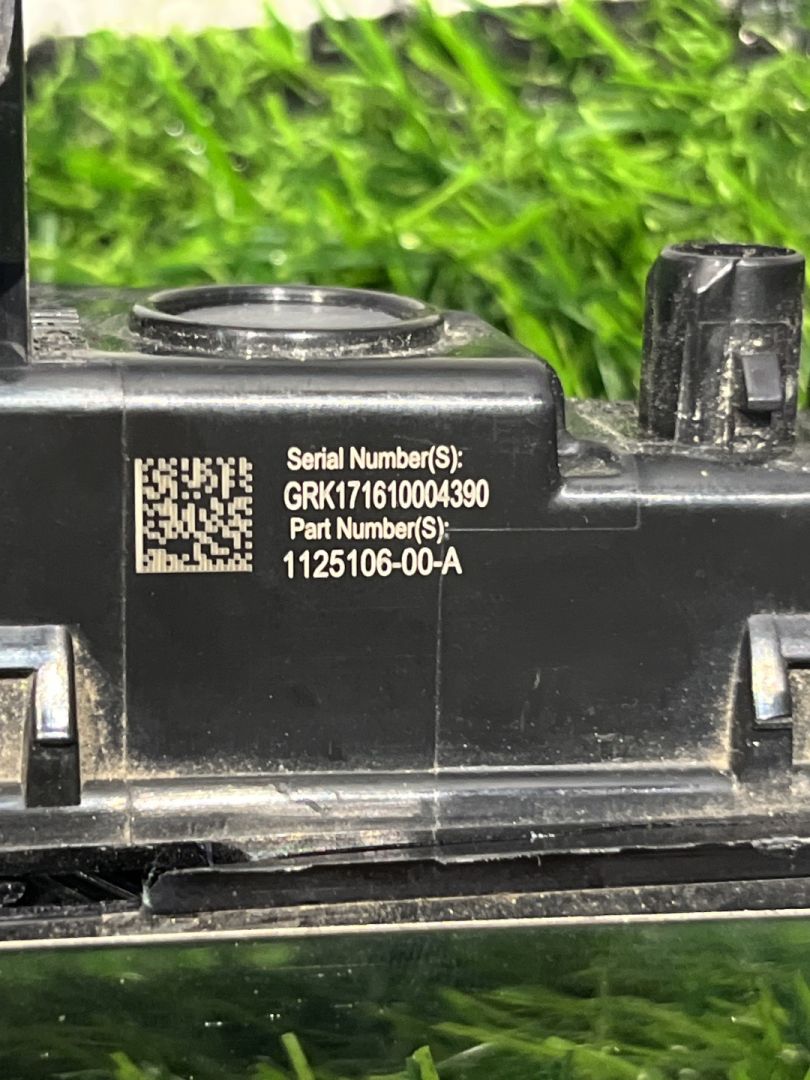 Serial Number(S):
GRK171610004390
Part Number(S):
1125106-00-A